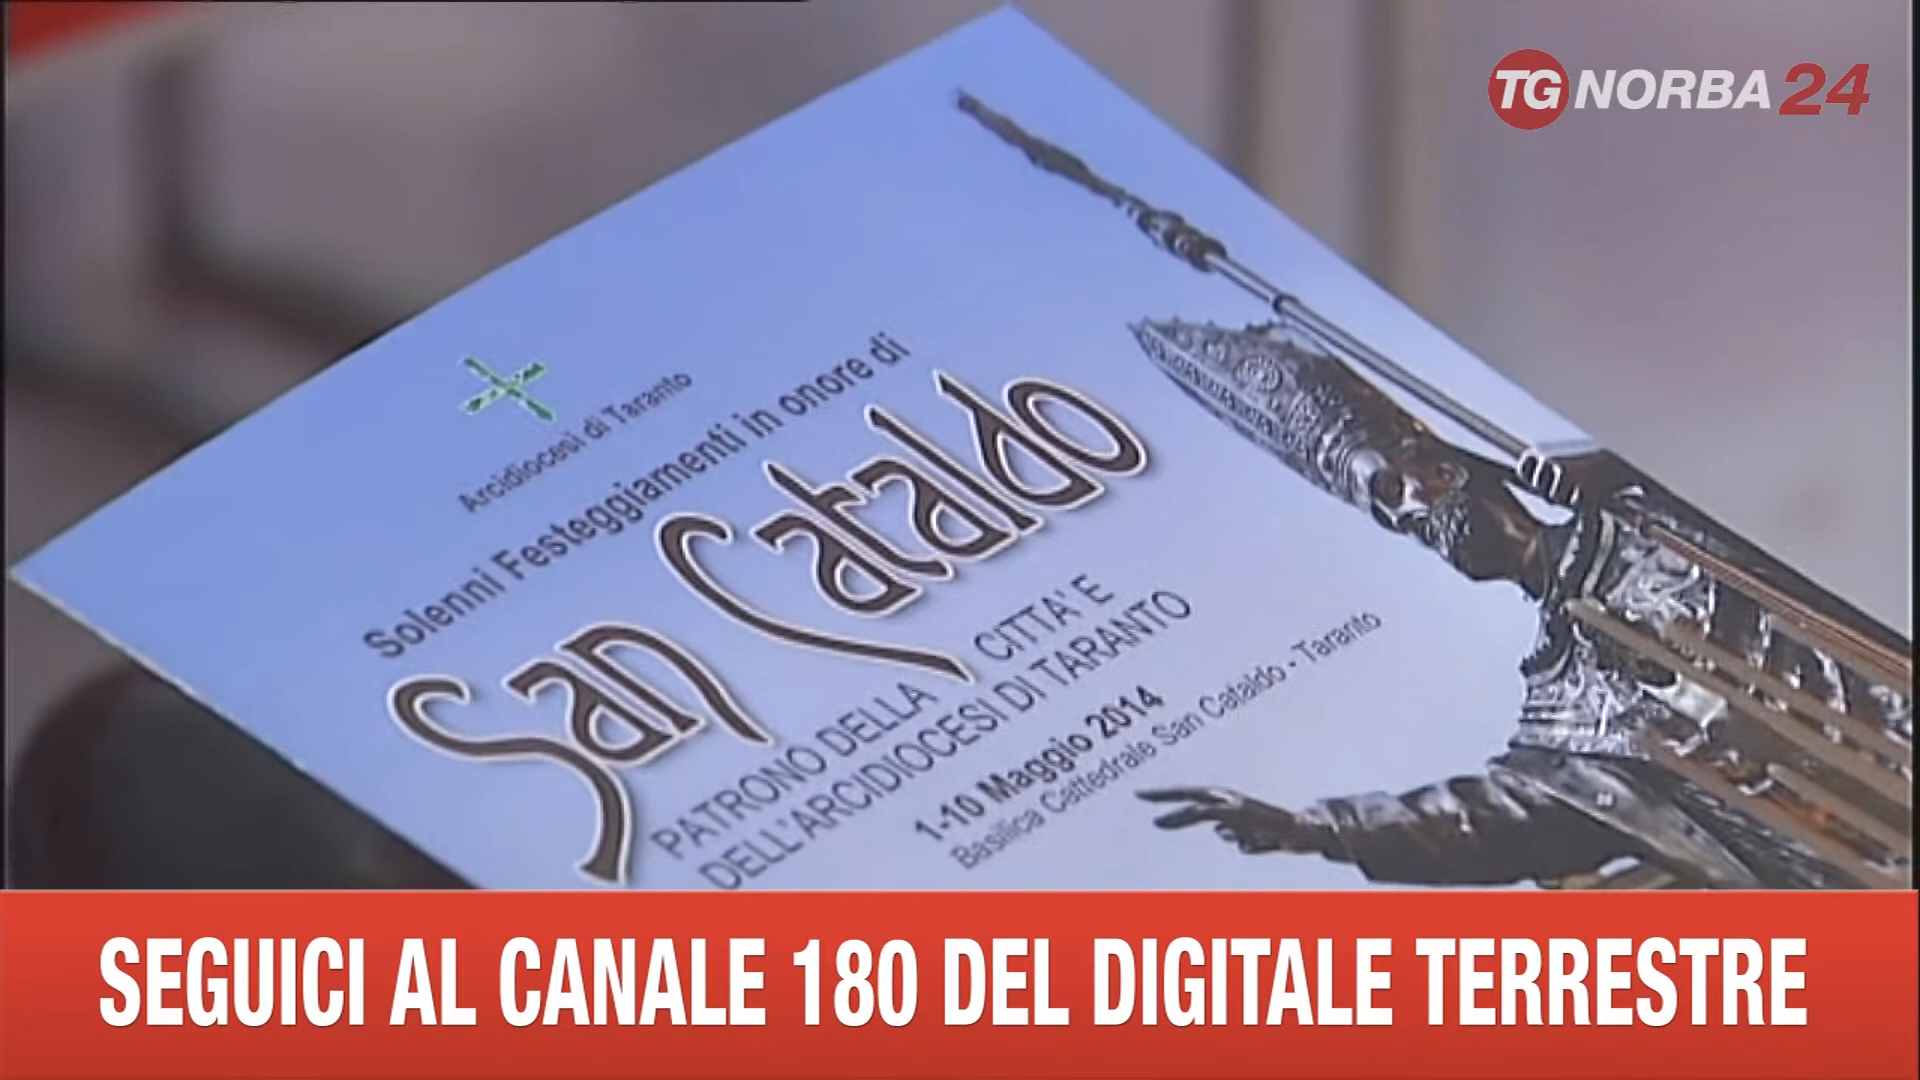 TG NORBA 24
Arcidiocesi di Taranto
Solenni Festeggiamenti in onore di
San Cataldo
PATRONO DELLA CITTA' E
DELL'ARCIDIOCESI DI TARANTO
1-10 Maggio 2014
Basilica Cattedrale San Cataldo - Taranto
SEGUICI AL CANALE 180 DEL DIGITALE TERRESTRE